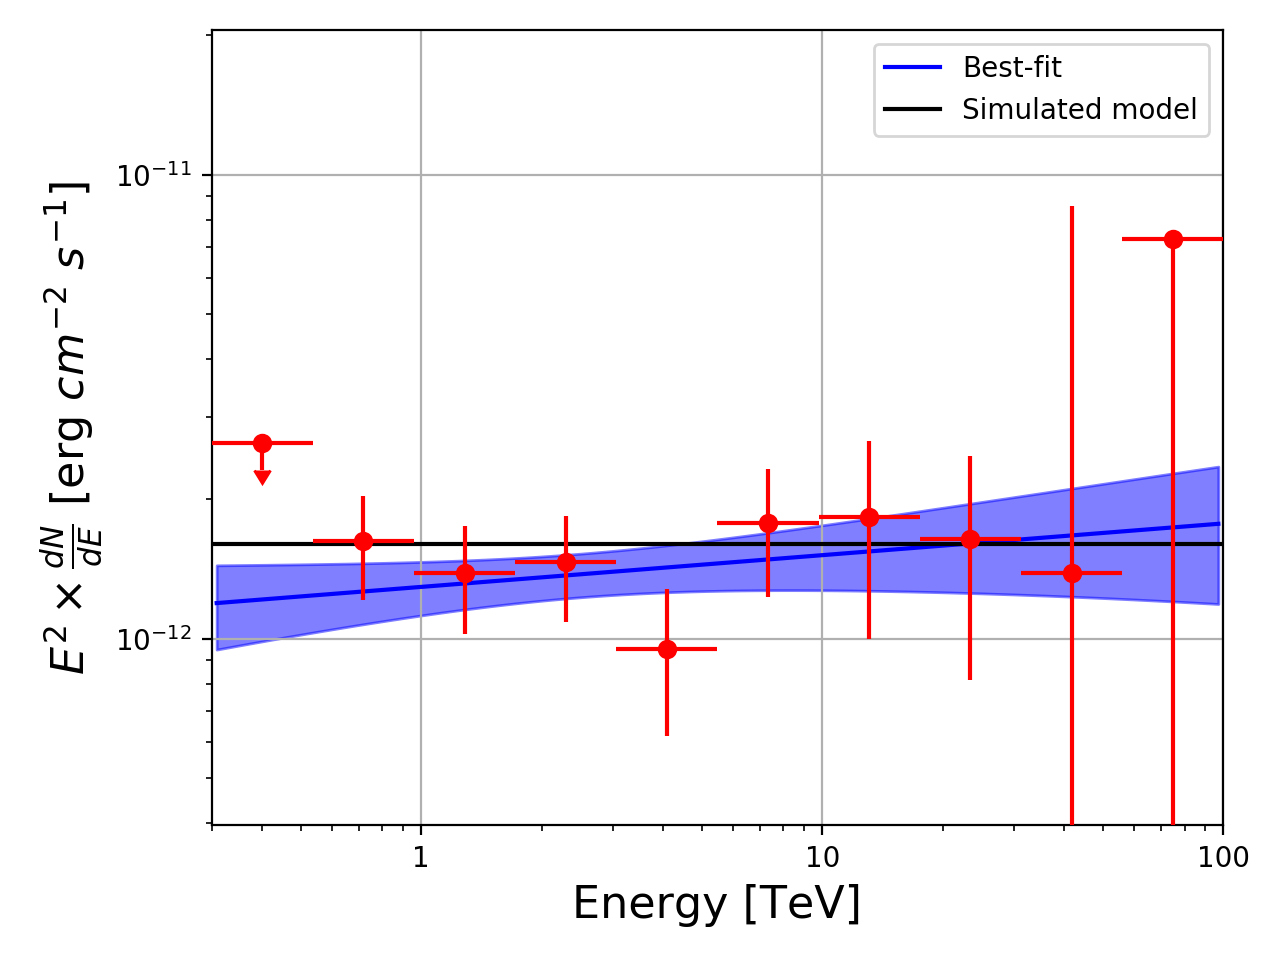 Best-fit
Simulated model
10⁻¹¹
10⁻¹²
E² × dN/dE [erg cm⁻² s⁻¹]
1 10 100
Energy [TeV]